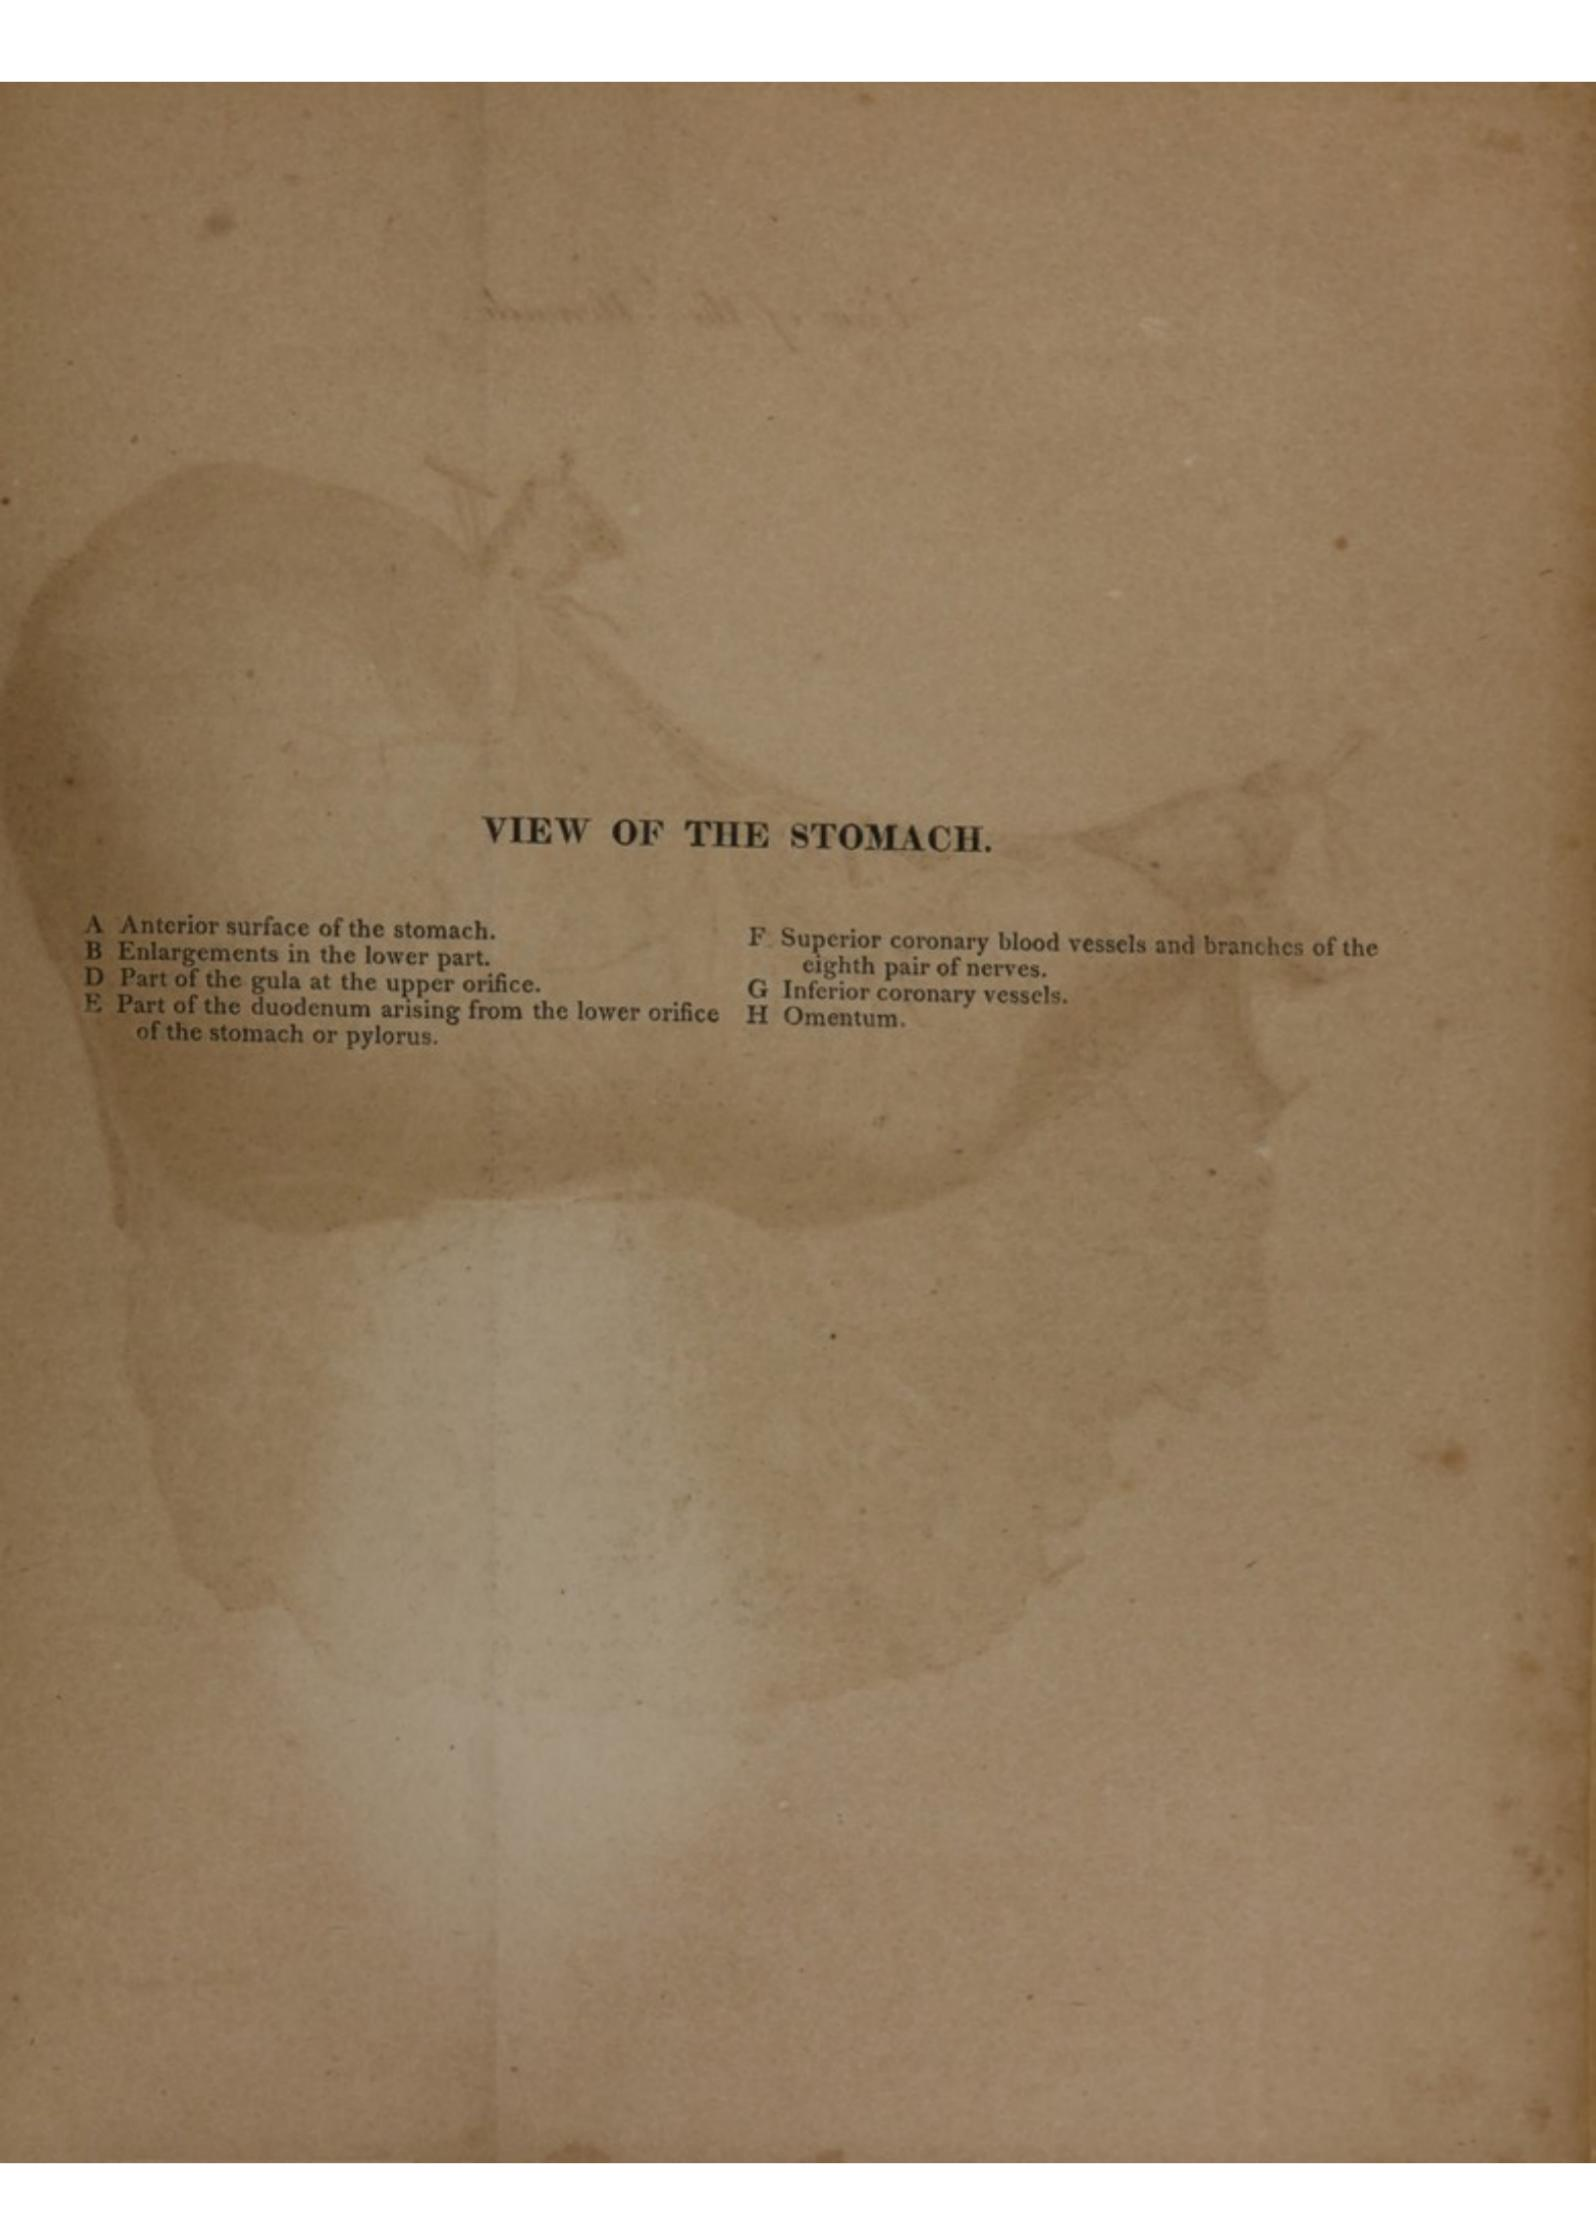 VIEW OF THE STOMACH.
A Anterior surface of the stomach.
B Enlargements in the lower part.
D Part of the gula at the upper orifice.
E Part of the duodenum arising from the lower orifice
of the stomach or pylorus.
F Superior coronary blood vessels and branches of the
eighth pair of nerves.
G Inferior coronary vessels.
H Omentum.